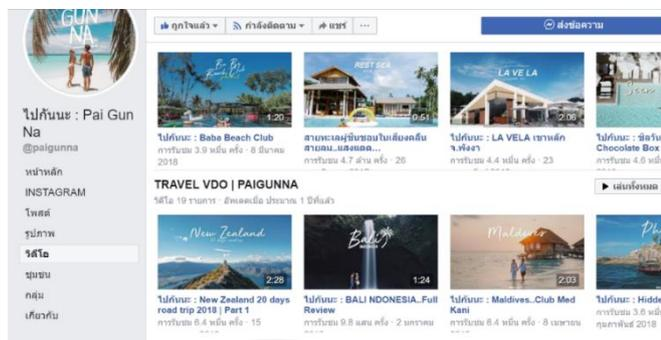 GUN
NA
ไปกันนะ : Pai Gun
Na
@paigunna
หน้าหลัก
INSTAGRAM
โพสต์
รูปภาพ
วิดีโอ
ชุมชน
กลุ่ม
เกี่ยวกับ
ถูกใจแล้ว
กำลังติดตาม
แชร์
ส่งข้อความ
1:20
REST SEA
0:51
LA VE LA
2:06
ไปกันนะ : Baba Beach Club
การรับชม 3.9 หมื่น ครั้ง · 8 มีนาคม
2018
สายทะเลผู้ชื่นชอบในเสียงคลื่น
สายลม..แสงแดด...
การรับชม 4.7 ล้าน ครั้ง · 26
ไปกันนะ : LA VELA เขาหลัก
จ.พังงา
การรับชม 4.4 หมื่น ครั้ง · 23
Chocolate Box
การรับชม 4.6 หมื่
TRAVEL VDO | PAIGUNNA
วิดีโอ 19 รายการ · อัพเดตเมื่อ ประมาณ 1 ปีที่แล้ว
เล่นทั้งหมด
New Zealand
2:28
Bali
1:24
Maldives
2:03
ไปกันนะ : New Zealand 20 days
road trip 2018 | Part 1
การรับชม 6.4 หมื่น ครั้ง · 15
ไปกันนะ : BALI NDONESIA..Full
Review
การรับชม 9.8 แสน ครั้ง · 2 มกราคม
ไปกันนะ : Maldives..Club Med
Kani
การรับชม 6.4 หมื่น ครั้ง · 8 เมษายน
ไปกันนะ : Hidde
การรับชม 3.6 หมื่
กุมภาพันธ์ 2018